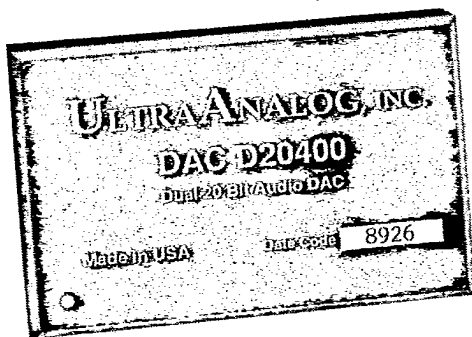 ULTRAANALOG, INC.
DAC D20400
Dual 20 Bit Audio DAC
Made in USA
Date Code 8926